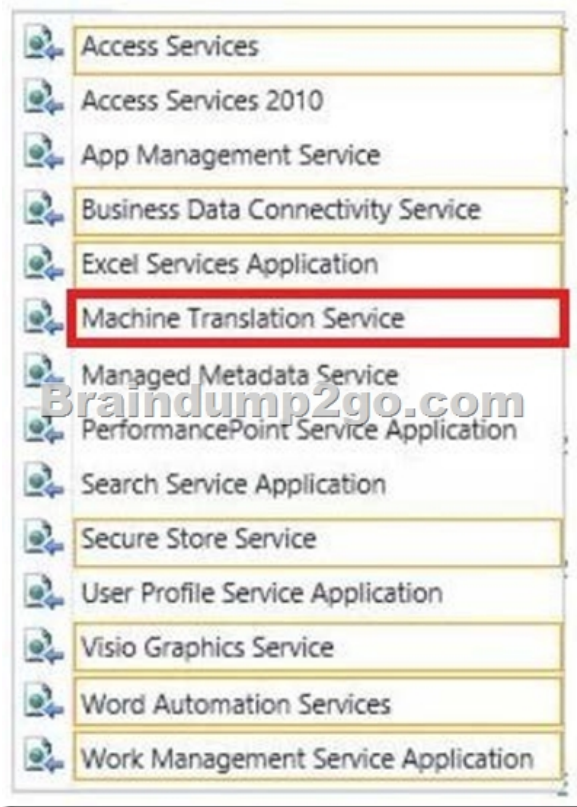 Access Services
Access Services 2010
App Management Service
Business Data Connectivity Service
Excel Services Application
Machine Translation Service
Managed Metadata Service
Braindump2go.com
PerformancePoint Service Application
Search Service Application
Secure Store Service
User Profile Service Application
Visio Graphics Service
Word Automation Services
Work Management Service Application